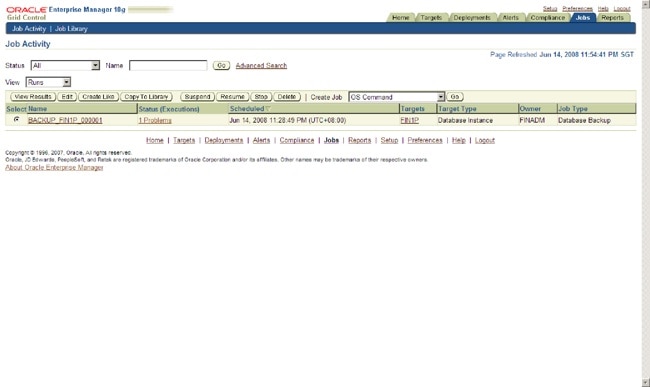 ORACLE Enterprise Manager 10g
Grid Control
Setup Preferences Help Logout
Home Targets Deployments Alerts Compliance Jobs Reports
Job Activity | Job Library
Job Activity
Page Refreshed Jun 14, 2008 11:54:41 PM SGT
Status All Name Go Advanced Search
View Runs
View Results Edit Create Like Copy To Library Suspend Resume Stop Delete | Create Job OS Command Go
Select Name Status (Executions) Scheduled Targets Target Type Owner Job Type
BACKUP_FIN1P_000001 1 Problems Jun 14, 2008 11:28:49 PM (UTC+08:00) FIN1P Database Instance FINADM Database Backup
Home | Targets | Deployments | Alerts | Compliance | Jobs | Reports | Setup | Preferences | Help | Logout
Copyright © 1996, 2007, Oracle. All rights reserved.
Oracle, JD Edwards, PeopleSoft, and Retek are registered trademarks of Oracle Corporation and/or its affiliates. Other names may be trademarks of their respective owners.
About Oracle Enterprise Manager